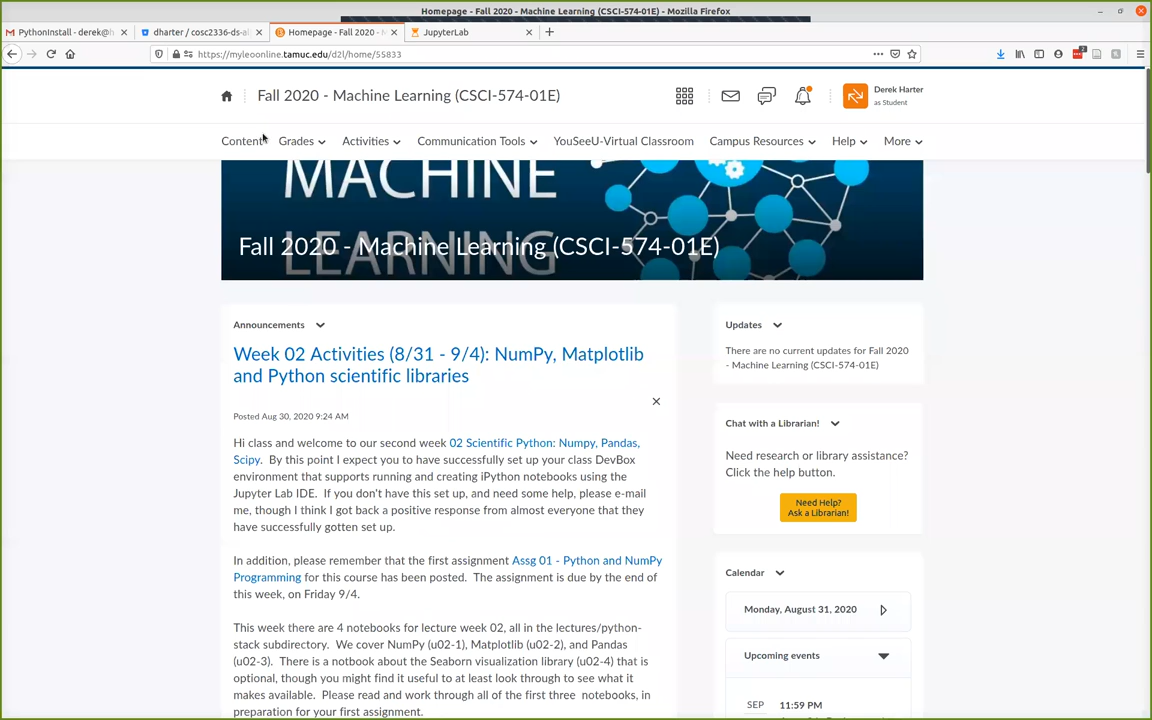 Homepage - Fall 2020 - Machine Learning (CSCI-574-01E) - Mozilla Firefox
PythonInstall - derek@h
dharter / cosc2336-ds-al
Homepage - Fall 2020 - M
JupyterLab
https://myleoonline.tamuc.edu/d2l/home/55833
Fall 2020 - Machine Learning (CSCI-574-01E)
Derek Harter
as Student
Content
Grades
Activities
Communication Tools
YouSeeU-Virtual Classroom
Campus Resources
Help
More
MACHINE
LEARNING
Fall 2020 - Machine Learning (CSCI-574-01E)
Announcements
Week 02 Activities (8/31 - 9/4): NumPy, Matplotlib
and Python scientific libraries
Posted Aug 30, 2020 9:24 AM
Hi class and welcome to our second week 02 Scientific Python: Numpy, Pandas,
Scipy. By this point I expect you to have successfully set up your class DevBox
environment that supports running and creating iPython notebooks using the
Jupyter Lab IDE. If you don't have this set up, and need some help, please e-mail
me, though I think I got back a positive response from almost everyone that they
have successfully gotten set up.
In addition, please remember that the first assignment Assg 01 - Python and NumPy
Programming for this course has been posted. The assignment is due by the end of
this week, on Friday 9/4.
This week there are 4 notebooks for lecture week 02, all in the lectures/python-
stack subdirectory. We cover NumPy (u02-1), Matplotlib (u02-2), and Pandas
(u02-3). There is a notbook about the Seaborn visualization library (u02-4) that is
optional, though you might find it useful to at least look through to see what it
makes available. Please read and work through all of the first three notebooks, in
preparation for your first assignment.
Updates
There are no current updates for Fall 2020
- Machine Learning (CSCI-574-01E)
Chat with a Librarian!
Need research or library assistance?
Click the help button.
Need Help?
Ask a Librarian!
Calendar
Monday, August 31, 2020
Upcoming events
SEP
11:59 PM